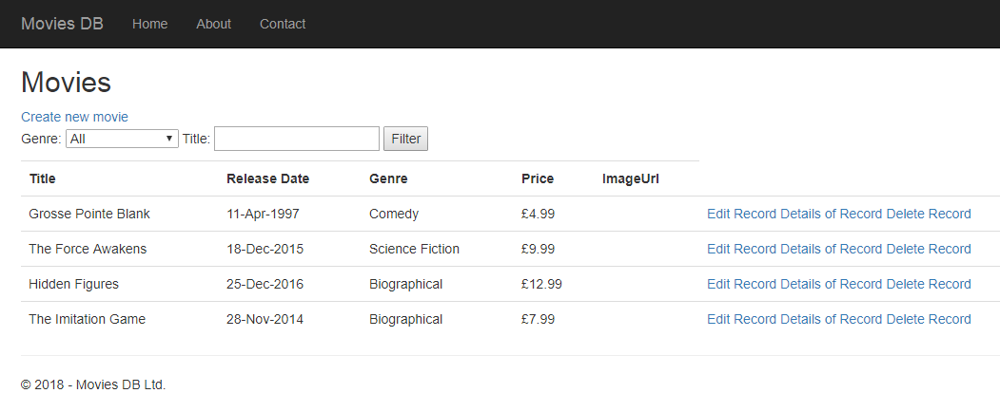 Movies DB Home About Contact
Movies
Create new movie
Genre: All Title: Filter
Title Release Date Genre Price ImageUrl
Grosse Pointe Blank 11-Apr-1997 Comedy £4.99 Edit Record Details of Record Delete Record
The Force Awakens 18-Dec-2015 Science Fiction £9.99 Edit Record Details of Record Delete Record
Hidden Figures 25-Dec-2016 Biographical £12.99 Edit Record Details of Record Delete Record
The Imitation Game 28-Nov-2014 Biographical £7.99 Edit Record Details of Record Delete Record
© 2018 - Movies DB Ltd.